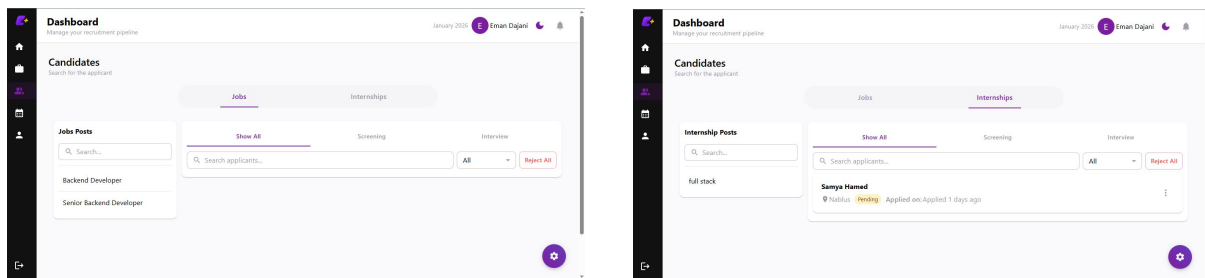 Dashboard
Manage your recruitment pipeline
January 2026 E Eman Dajani
Candidates
Search for the applicant
Jobs Internships
Jobs Posts
Search...
Backend Developer
Senior Backend Developer
Show All Screening Interview
Search applicants... All Reject All
Dashboard
Manage your recruitment pipeline
January 2026 E Eman Dajani
Candidates
Search for the applicant
Jobs Internships
Internship Posts
Search...
full stack
Show All Screening Interview
Search applicants... All Reject All
Samya Hamed
Nablus Pending Applied on: Applied 1 days ago